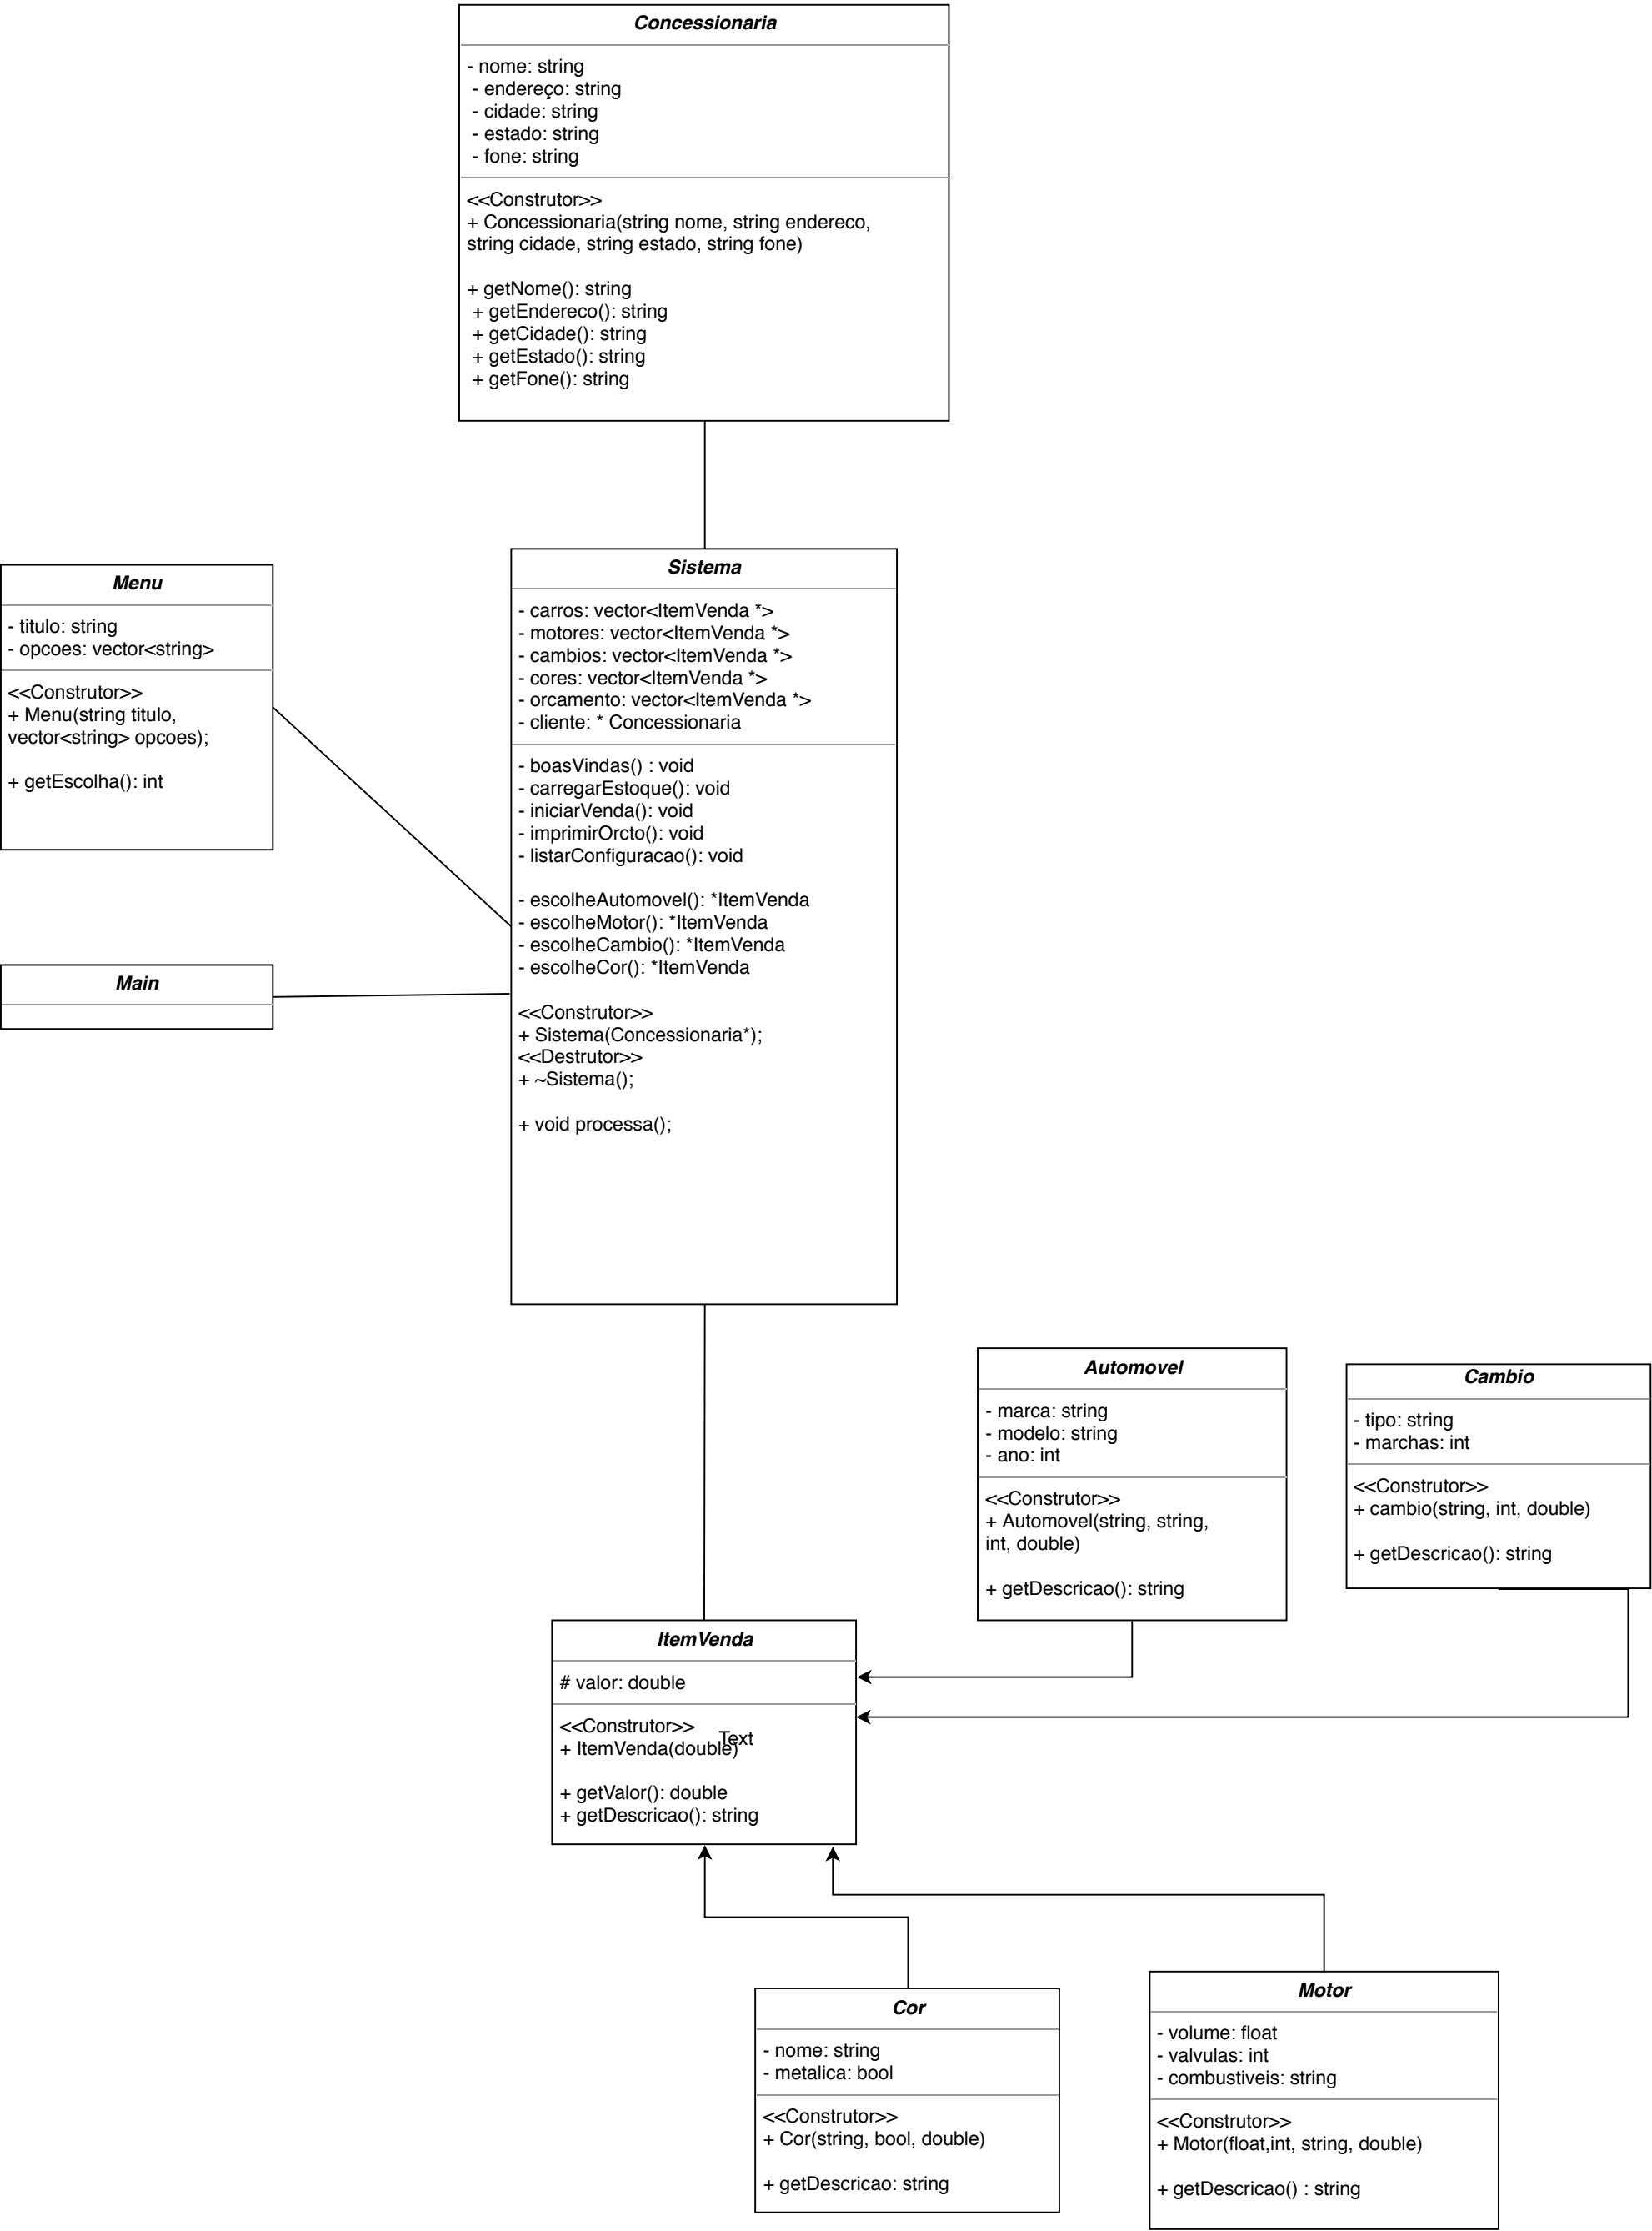 Concessionaria
- nome: string
- endereço: string
- cidade: string
- estado: string
- fone: string
<<Construtor>>
+ Concessionaria(string nome, string endereco,
string cidade, string estado, string fone)
+ getNome(): string
+ getEndereco(): string
+ getCidade(): string
+ getEstado(): string
+ getFone(): string
Menu
- titulo: string
- opcoes: vector<string>
<<Construtor>>
+ Menu(string titulo,
vector<string> opcoes);
+ getEscolha(): int
Main
Sistema
- carros: vector<ItemVenda *>
- motores: vector<ItemVenda *>
- cambios: vector<ItemVenda *>
- cores: vector<ItemVenda *>
- orcamento: vector<ItemVenda *>
- cliente: * Concessionaria
- boasVindas() : void
- carregarEstoque(): void
- iniciarVenda(): void
- imprimirOrcto(): void
- listarConfiguracao(): void
- escolheAutomovel(): *ItemVenda
- escolheMotor(): *ItemVenda
- escolheCambio(): *ItemVenda
- escolheCor(): *ItemVenda
<<Construtor>>
+ Sistema(Concessionaria*);
<<Destrutor>>
+ ~Sistema();
+ void processa();
Automovel
- marca: string
- modelo: string
- ano: int
<<Construtor>>
+ Automovel(string, string,
int, double)
+ getDescricao(): string
Cambio
- tipo: string
- marchas: int
<<Construtor>>
+ cambio(string, int, double)
+ getDescricao(): string
ItemVenda
# valor: double
<<Construtor>>
Text
+ ItemVenda(double)
+ getValor(): double
+ getDescricao(): string
Cor
- nome: string
- metalica: bool
<<Construtor>>
+ Cor(string, bool, double)
+ getDescricao: string
Motor
- volume: float
- valvulas: int
- combustiveis: string
<<Construtor>>
+ Motor(float,int, string, double)
+ getDescricao() : string